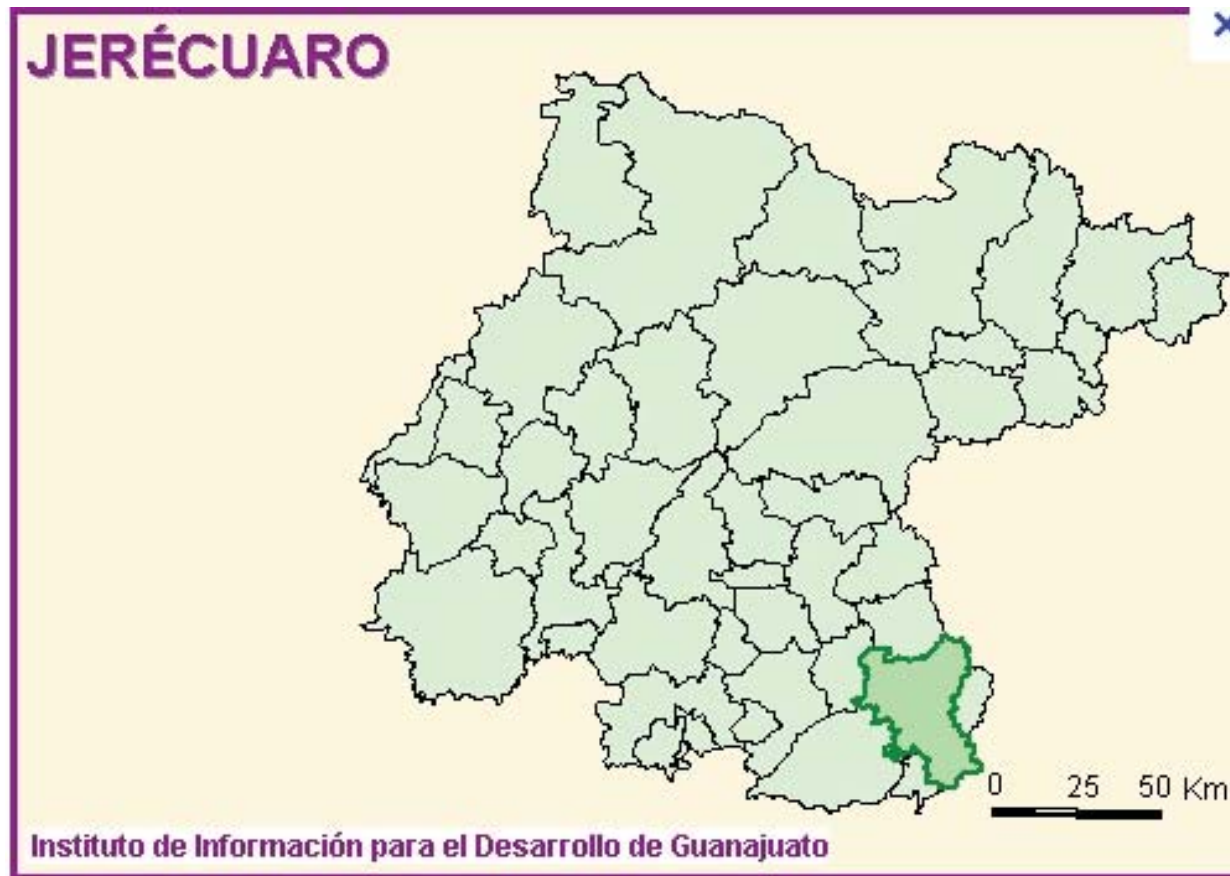 JERÉCUARO
0 25 50 Km
Instituto de Información para el Desarrollo de Guanajuato